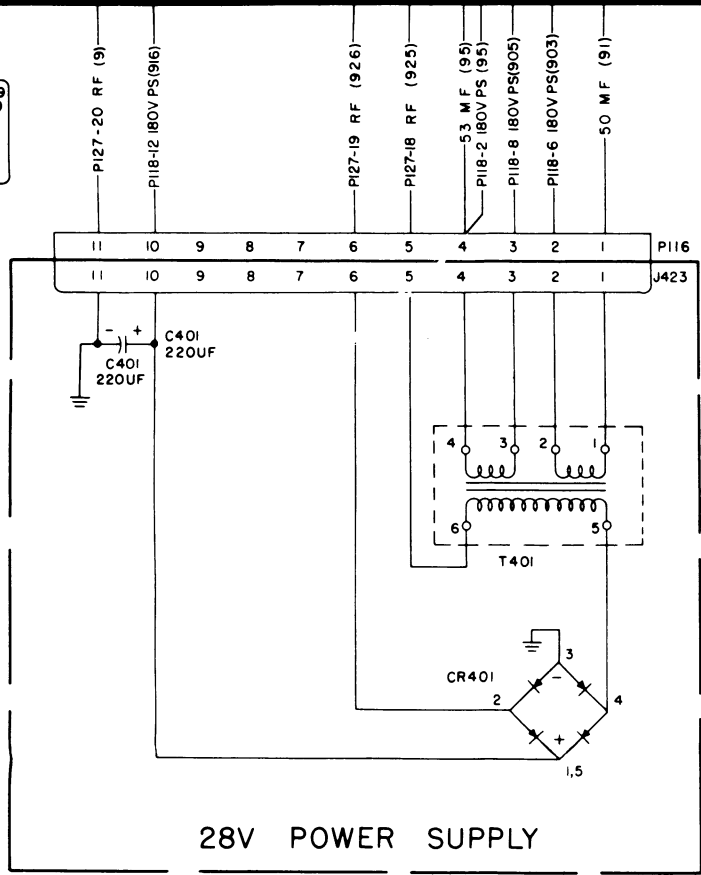 P127-20 RF (9)
P118-12 180V PS(916)
P127-19 RF (926)
P127-18 RF (925)
53 MF (95)
P118-2 180V PS (95)
P118-8 180V PS(905)
P118-6 180V PS(903)
50 MF (91)
11 10 9 8 7 6 5 4 3 2 1 P116
11 10 9 8 7 6 5 4 3 2 1 J423
- + C401
220UF
C401
220UF
4 3 2 1
6 5
T401
3
CR401 -
2 4
+
1,5
28V POWER SUPPLY